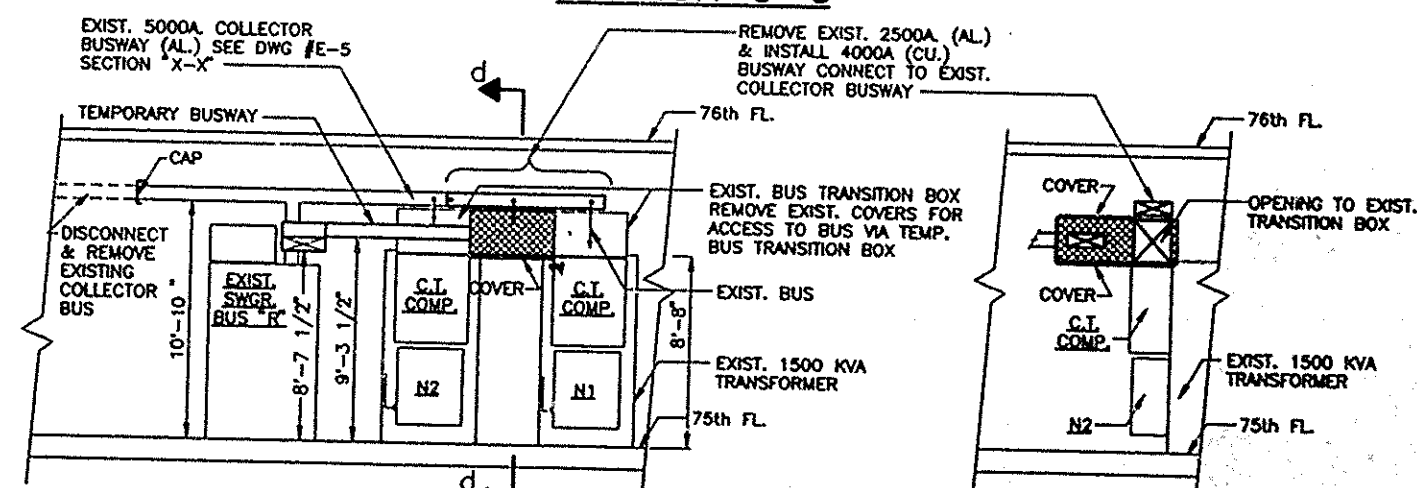 EXIST. 5000A. COLLECTOR
BUSWAY (AL.) SEE DWG #E-5
SECTION "X-X"
REMOVE EXIST. 2500A. (AL.)
& INSTALL 4000A (CU.)
BUSWAY CONNECT TO EXIST.
COLLECTOR BUSWAY
d
TEMPORARY BUSWAY
76th FL.
76th FL.
CAP
COVER
EXIST. BUS TRANSITION BOX
REMOVE EXIST. COVERS FOR
ACCESS TO BUS VIA TEMP.
BUS TRANSITION BOX
OPENING TO EXIST.
TRANSITION BOX
DISCONNECT
& REMOVE
EXISTING
COLLECTOR
BUS
10'-10"
EXIST.
SWGR.
BUS "R"
8'-7 1/2"
9'-3 1/2"
C.T.
COMP.
COVER
C.T.
COMP.
EXIST. BUS
8'-8"
COVER
C.T.
COMP.
N2
N1
EXIST. 1500 KVA
TRANSFORMER
EXIST. 1500 KVA
TRANSFORMER
75th FL.
N2
75th FL.
d